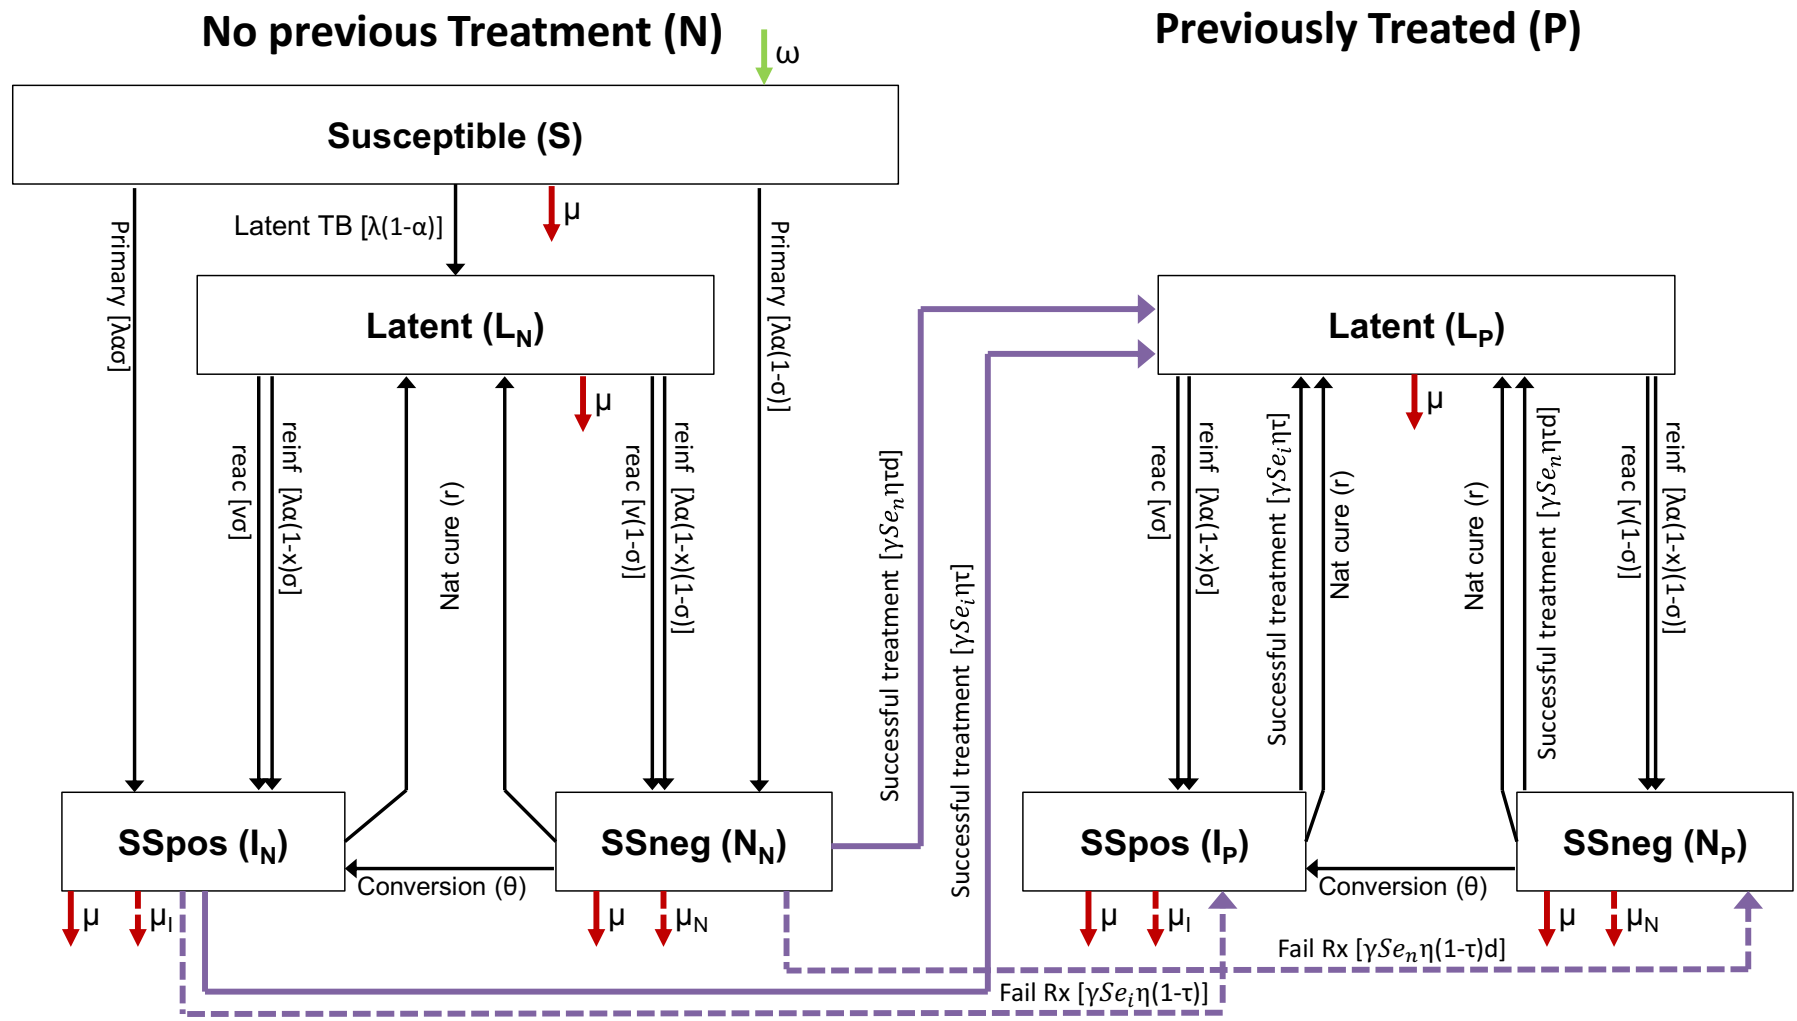 No previous Treatment (N)
Previously Treated (P)
ω
Susceptible (S)
μ
Latent TB [λ(1-α)]
Primary [λασ]
Primary [λα(1-σ)]
Latent (L_N)
Latent (L_P)
μ
μ
reac [vσ]
reinf [λα(1-x)σ]
Nat cure (r)
reac [v(1-σ)]
reinf [λα(1-x)(1-σ)]
Successful treatment [γSe_nητd]
Successful treatment [γSe_iητ]
reac [vσ]
reinf [λα(1-x)σ]
Successful treatment [γSe_iητ]
Nat cure (r)
Nat cure (r)
Successful treatment [γSe_nητd]
reac [v(1-σ)]
reinf [λα(1-x)(1-σ)]
SSpos (I_N)
SSneg (N_N)
SSpos (I_P)
SSneg (N_P)
Conversion (θ)
Conversion (θ)
μ
μ_I
μ
μ_N
μ
μ_I
μ
μ_N
Fail Rx [γSe_nη(1-τ)d]
Fail Rx [γSe_iη(1-τ)]